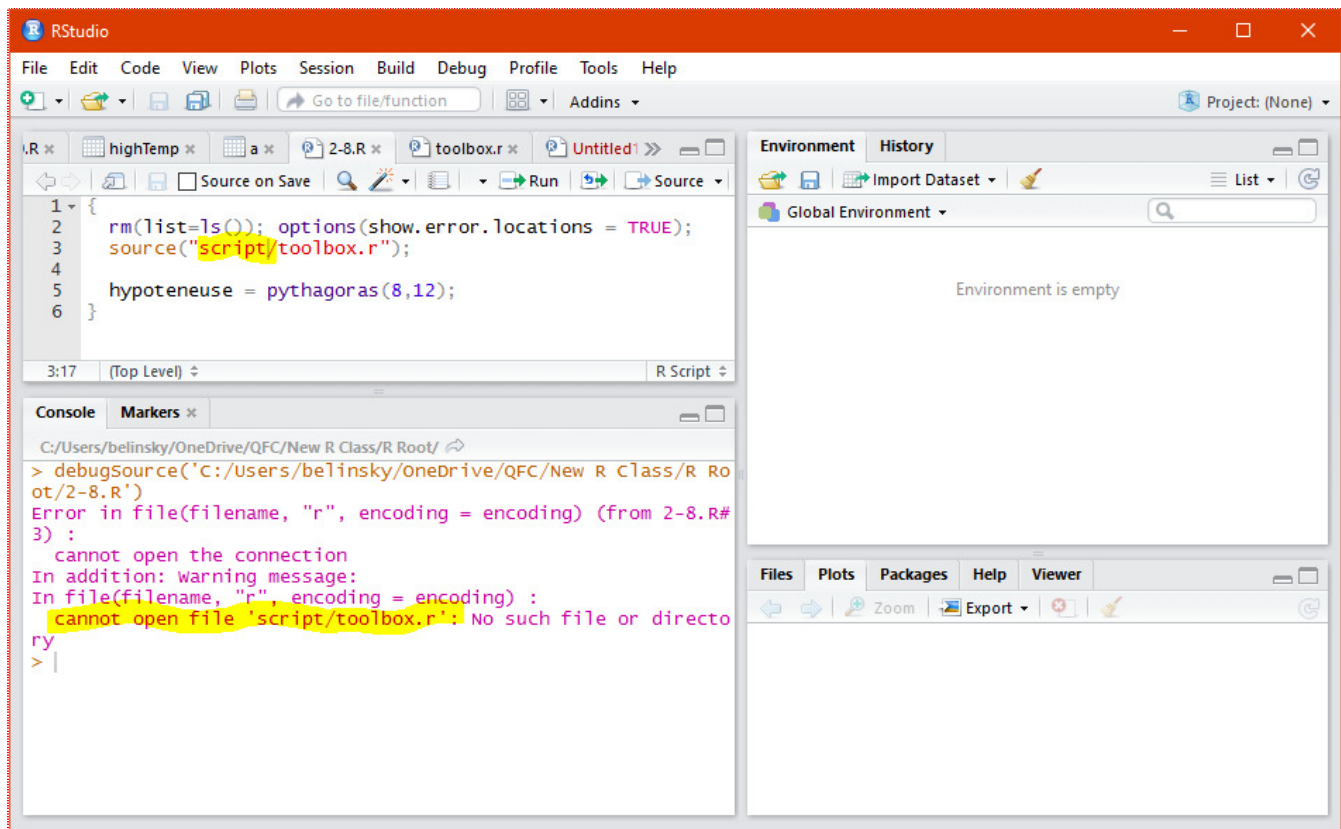 RStudio
File Edit Code View Plots Session Build Debug Profile Tools Help
Go to file/function Addins Project: (None)
.R highTemp a 2-8.R toolbox.r Untitled1
Source on Save Run Source
1 {
2 rm(list=ls()); options(show.error.locations = TRUE);
3 source("script/toolbox.r");
4
5 hypoteneuse = pythagoras(8,12);
6 }
3:17 (Top Level) R Script
Console Markers
C:/Users/belinsky/OneDrive/QFC/New R Class/R Root/
> debugSource('C:/Users/belinsky/OneDrive/QFC/New R Class/R Ro
ot/2-8.R')
Error in file(filename, "r", encoding = encoding) (from 2-8.R#
3) :
cannot open the connection
In addition: Warning message:
In file(filename, "r", encoding = encoding) :
cannot open file 'script/toolbox.r': No such file or directo
ry
>
Environment History
Import Dataset List
Global Environment
Environment is empty
Files Plots Packages Help Viewer
Zoom Export